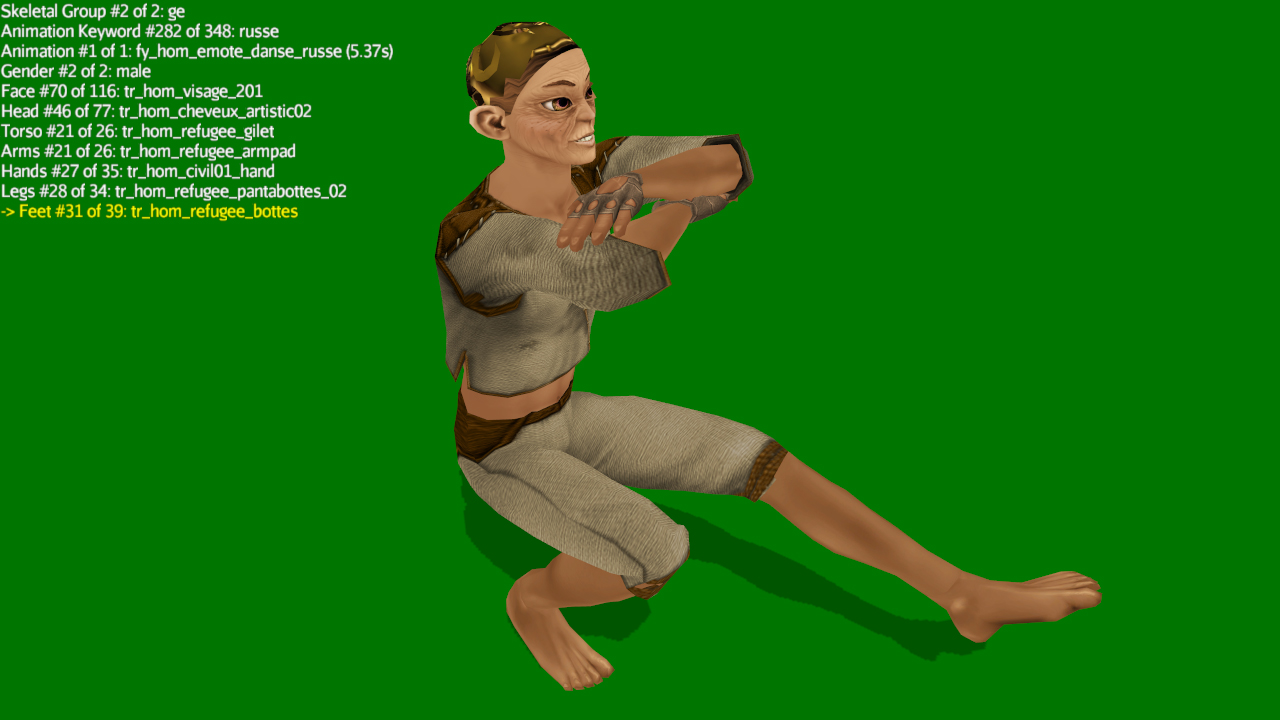 Skeletal Group #2 of 2: ge
Animation Keyword #282 of 348: russe
Animation #1 of 1: fy_hom_emote_danse_russe (5.37s)
Gender #2 of 2: male
Face #70 of 116: tr_hom_visage_201
Head #46 of 77: tr_hom_cheveux_artistic02
Torso #21 of 26: tr_hom_refugee_gilet
Arms #21 of 26: tr_hom_refugee_armpad
Hands #27 of 35: tr_hom_civil01_hand
Legs #28 of 34: tr_hom_refugee_pantabottes_02
-> Feet #31 of 39: tr_hom_refugee_bottes